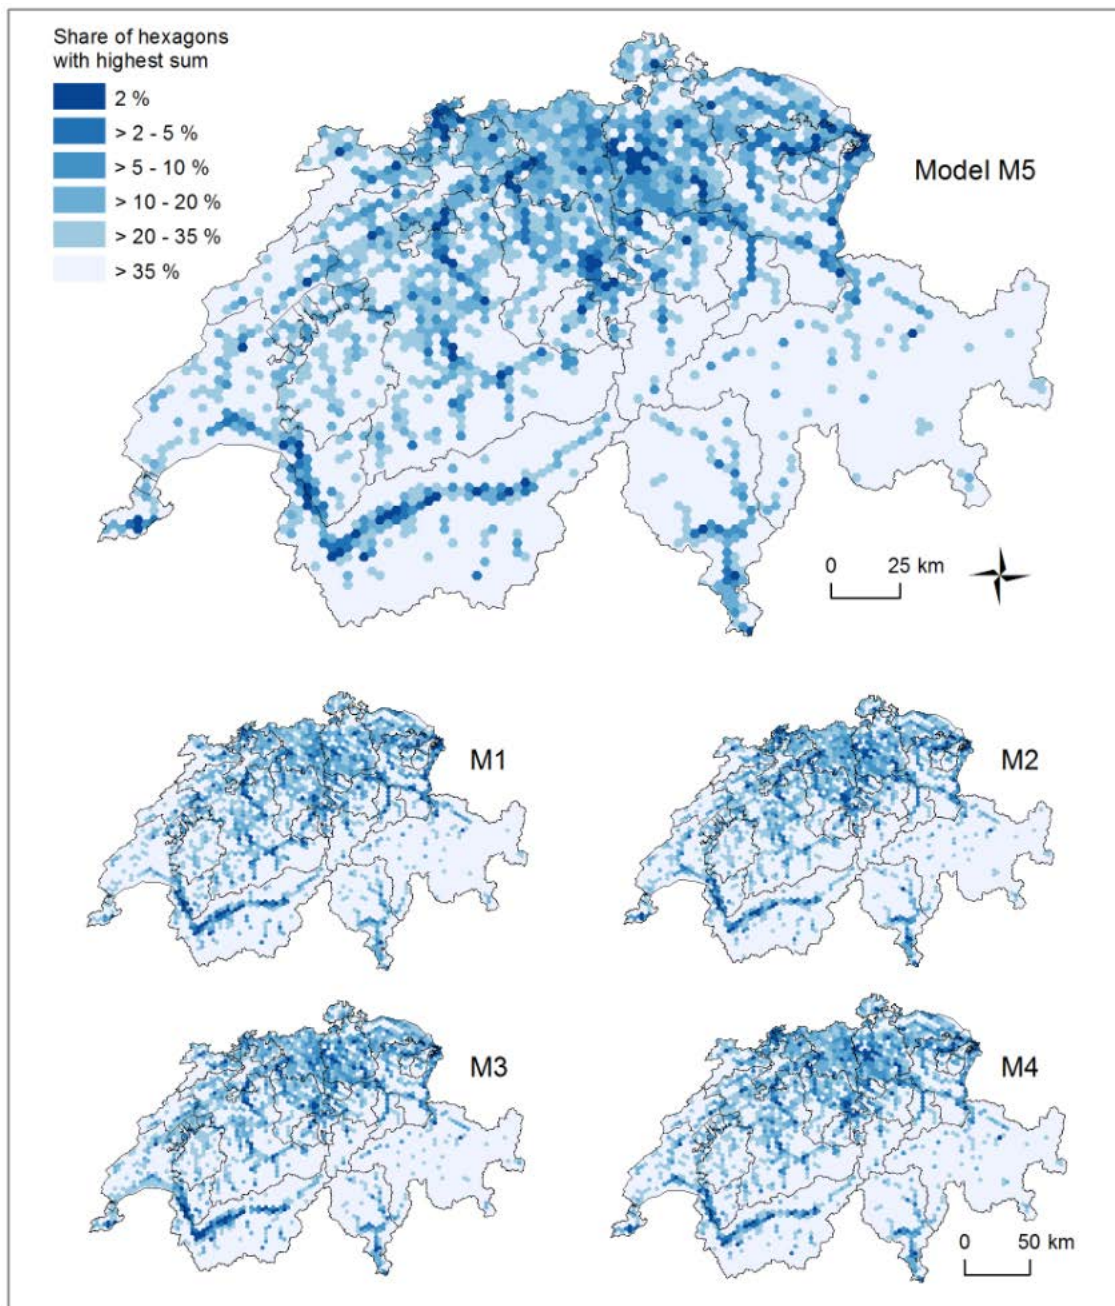 Share of hexagons
with highest sum
2 %
> 2 - 5 %
> 5 - 10 %
> 10 - 20 %
> 20 - 35 %
> 35 %
Model M5
0 25 km
M1
M2
M3
M4
0 50 km